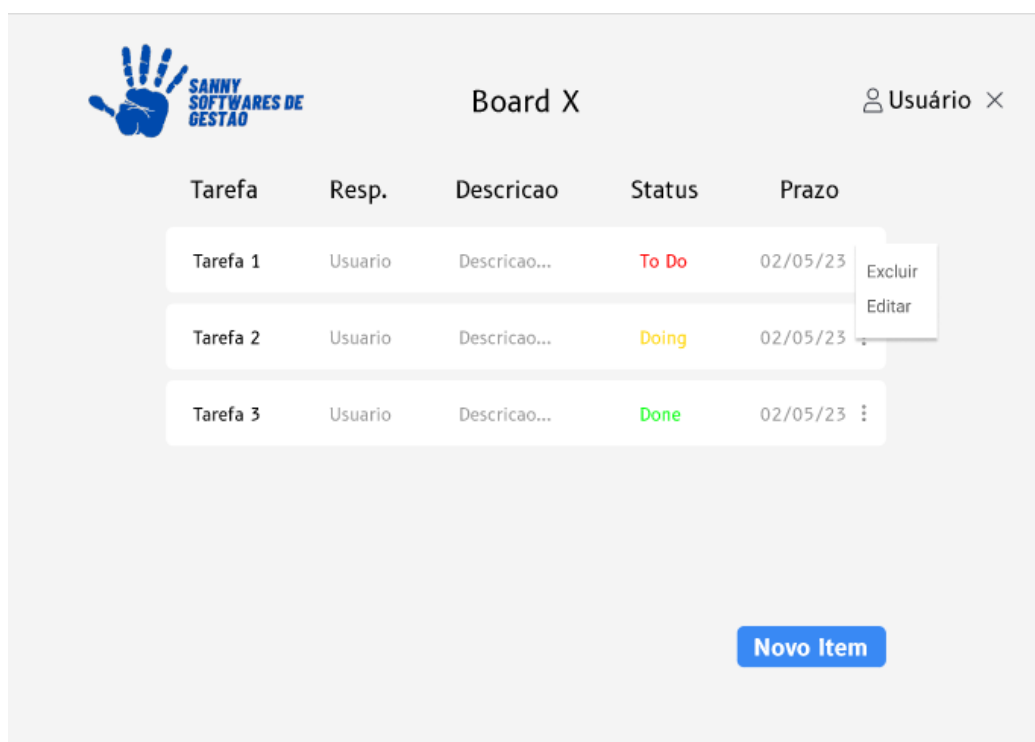 SANNY
SOFTWARES DE
GESTAO
Board X
Usuário
Tarefa Resp. Descricao Status Prazo
Tarefa 1 Usuario Descricao... To Do 02/05/23
Excluir
Editar
Tarefa 2 Usuario Descricao... Doing 02/05/23
Tarefa 3 Usuario Descricao... Done 02/05/23
Novo Item